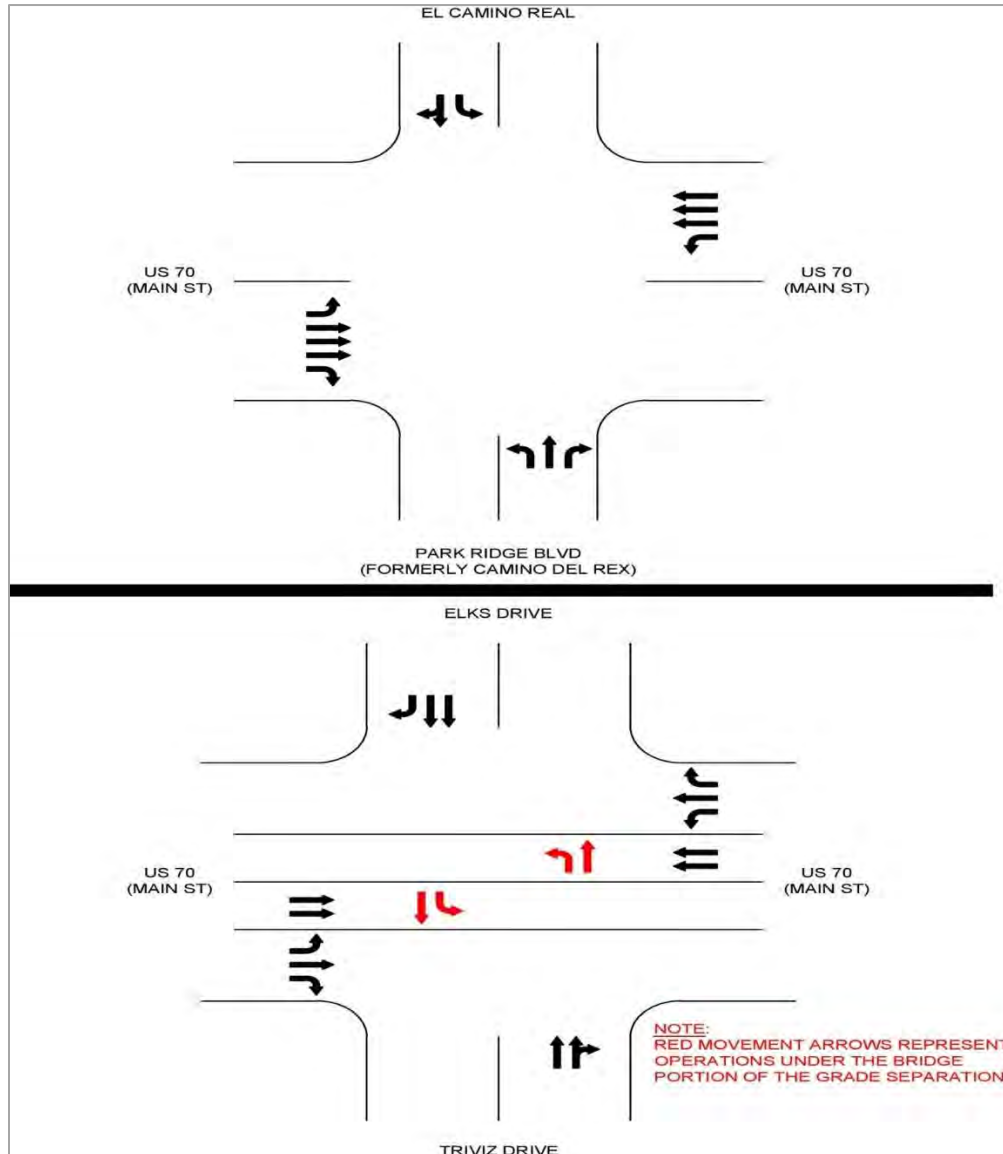 EL CAMINO REAL
US 70
(MAIN ST)
US 70
(MAIN ST)
PARK RIDGE BLVD
(FORMERLY CAMINO DEL REX)
ELKS DRIVE
US 70
(MAIN ST)
US 70
(MAIN ST)
NOTE:
RED MOVEMENT ARROWS REPRESENT
OPERATIONS UNDER THE BRIDGE
PORTION OF THE GRADE SEPARATION
TRIVIZ DRIVE